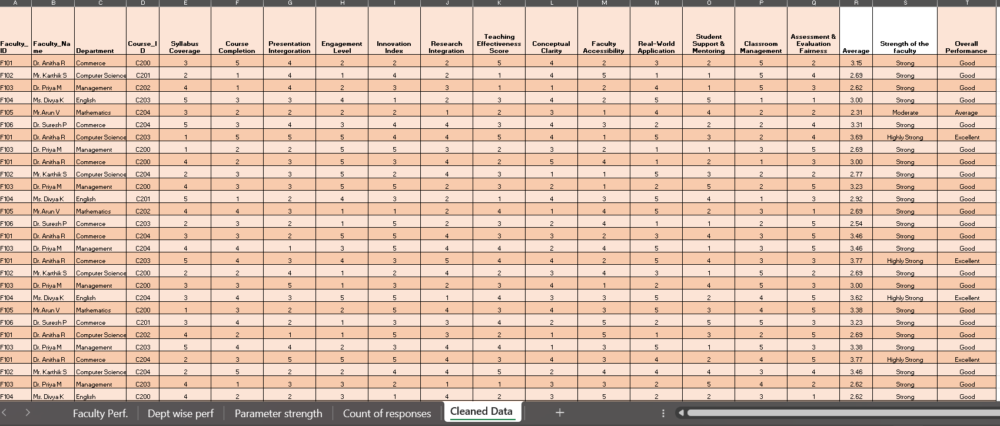 A B C D E F G H I J K L M N O P Q R S T
Faculty_ID Faculty_Name Department Course_ID Syllabus Coverage Course Completion Presentation Intergoration Engagement Level Innovation Index Research Integration Teaching Effectiveness Score Conceptual Clarity Faculty Accessibility Real-World Application Student Support & Mentoring Classroom Management Assessment & Evaluation Fairness Average Strength of the faculty Overall Performance
F101 Dr. Anitha R Commerce C200 3 5 4 2 2 2 5 4 2 3 2 5 2 3.15 Strong Good
F102 Mr. Karthik S Computer Science C201 2 1 4 1 4 2 1 4 5 1 1 5 4 2.69 Strong Good
F103 Dr. Priya M Management C202 4 1 4 2 3 3 1 1 2 4 1 5 3 2.62 Strong Good
F104 Ms. Divya K English C203 5 3 3 4 1 2 3 4 2 5 5 1 1 3.00 Strong Good
F105 Mr.Arun V Mathematics C204 3 2 2 2 2 1 2 3 1 4 4 2 2 2.31 Moderate Average
F106 Dr. Suresh P Commerce C204 5 3 4 3 4 4 3 4 3 2 2 2 4 3.31 Strong Good
F101 Dr. Anitha R Computer Science C203 1 5 5 5 4 4 5 4 1 5 3 2 4 3.69 Highly Strong Excellent
F103 Dr. Priya M Management C200 1 2 2 5 5 3 2 3 2 1 1 3 5 2.69 Strong Good
F101 Dr. Anitha R Commerce C200 4 2 3 5 3 4 2 5 4 1 2 1 3 3.00 Strong Good
F102 Mr. Karthik S Computer Science C204 2 3 3 5 2 4 3 1 1 5 3 2 2 2.77 Strong Good
F103 Dr. Priya M Management C200 4 3 3 5 5 2 3 2 1 2 5 2 5 3.23 Strong Good
F104 Ms. Divya K English C201 5 1 2 4 3 2 1 4 3 5 4 1 3 2.92 Strong Good
F105 Mr.Arun V Mathematics C202 4 4 3 1 1 2 4 1 4 5 2 3 1 2.69 Strong Good
F106 Dr. Suresh P Commerce C203 2 3 2 1 5 2 3 2 4 1 1 2 5 2.54 Strong Good
F101 Dr. Anitha R Commerce C204 3 3 2 5 5 4 3 3 2 3 4 3 5 3.46 Strong Good
F103 Dr. Priya M Management C204 4 4 1 3 5 4 4 2 4 5 1 3 5 3.46 Strong Good
F101 Dr. Anitha R Commerce C203 5 4 3 4 3 5 4 4 2 5 4 3 3 3.77 Highly Strong Excellent
F102 Mr. Karthik S Computer Science C200 2 2 4 1 2 4 2 3 4 3 1 5 2 2.69 Strong Good
F103 Dr. Priya M Management C200 3 3 5 1 3 2 3 4 1 2 4 5 3 3.00 Strong Good
F104 Ms. Divya K English C204 3 4 3 5 5 1 4 3 3 5 2 4 5 3.62 Highly Strong Excellent
F105 Mr.Arun V Mathematics C200 1 3 2 2 5 4 3 4 3 5 3 4 5 3.38 Strong Good
F106 Dr. Suresh P Commerce C201 3 4 2 1 3 3 4 2 5 2 5 5 3 3.23 Strong Good
F101 Dr. Anitha R Computer Science C202 4 2 1 1 5 3 2 1 5 1 3 2 5 2.69 Strong Good
F103 Dr. Priya M Management C203 5 4 4 2 3 4 4 1 3 5 1 5 3 3.38 Strong Good
F101 Dr. Anitha R Commerce C204 2 3 5 5 5 4 3 4 3 4 2 4 5 3.77 Highly Strong Excellent
F102 Mr. Karthik S Computer Science C204 2 5 2 2 4 4 5 2 4 4 4 3 4 3.46 Strong Good
F103 Dr. Priya M Management C203 4 1 3 3 2 1 1 3 3 2 5 4 2 2.62 Strong Good
F104 Ms. Divya K English C200 4 2 2 3 1 4 2 3 5 2 2 3 1 2.62 Strong Good
Faculty Perf. Dept wise perf Parameter strength Count of responses Cleaned Data